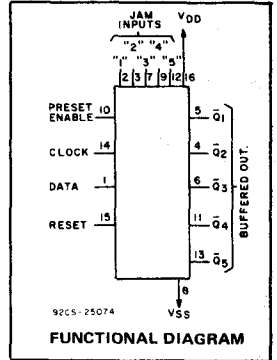 JAM
INPUTS
VDD
"2" "4"
"1" "3" "5"
2 3 7 9 12 16
PRESET 10
ENABLE
5 Q̄1
CLOCK 14
4 Q̄2
DATA 1
6 Q̄3
RESET 15
11 Q̄4
13 Q̄5
BUFFERED OUT.
8
VSS
92CS-25074
FUNCTIONAL DIAGRAM